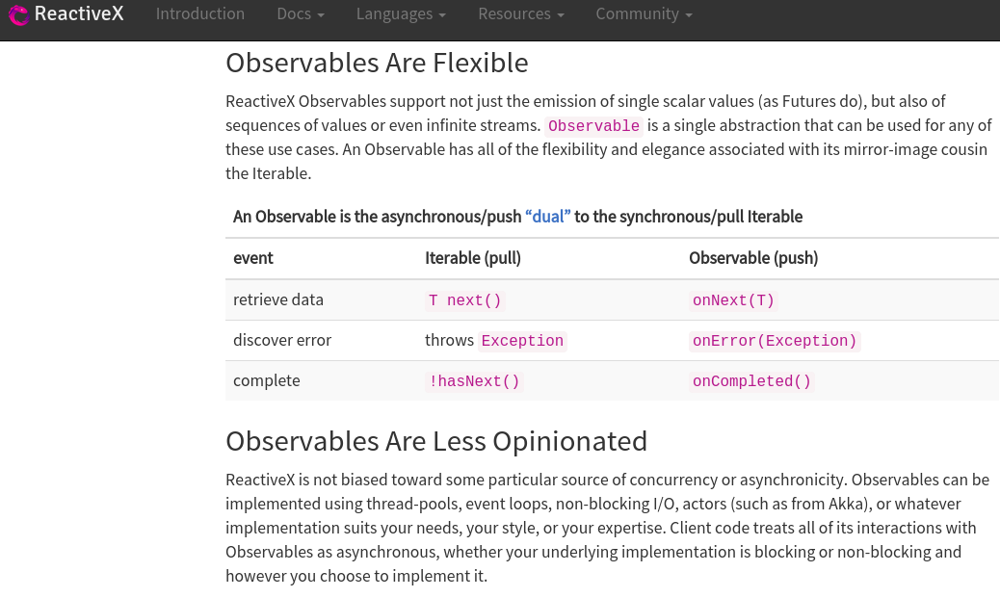 ReactiveX Introduction Docs Languages Resources Community
Observables Are Flexible
ReactiveX Observables support not just the emission of single scalar values (as Futures do), but also of
sequences of values or even infinite streams. Observable is a single abstraction that can be used for any of
these use cases. An Observable has all of the flexibility and elegance associated with its mirror-image cousin
the Iterable.
An Observable is the asynchronous/push “dual” to the synchronous/pull Iterable
event Iterable (pull) Observable (push)
retrieve data T next() onNext(T)
discover error throws Exception onError(Exception)
complete !hasNext() onCompleted()
Observables Are Less Opinionated
ReactiveX is not biased toward some particular source of concurrency or asynchronicity. Observables can be
implemented using thread-pools, event loops, non-blocking I/O, actors (such as from Akka), or whatever
implementation suits your needs, your style, or your expertise. Client code treats all of its interactions with
Observables as asynchronous, whether your underlying implementation is blocking or non-blocking and
however you choose to implement it.